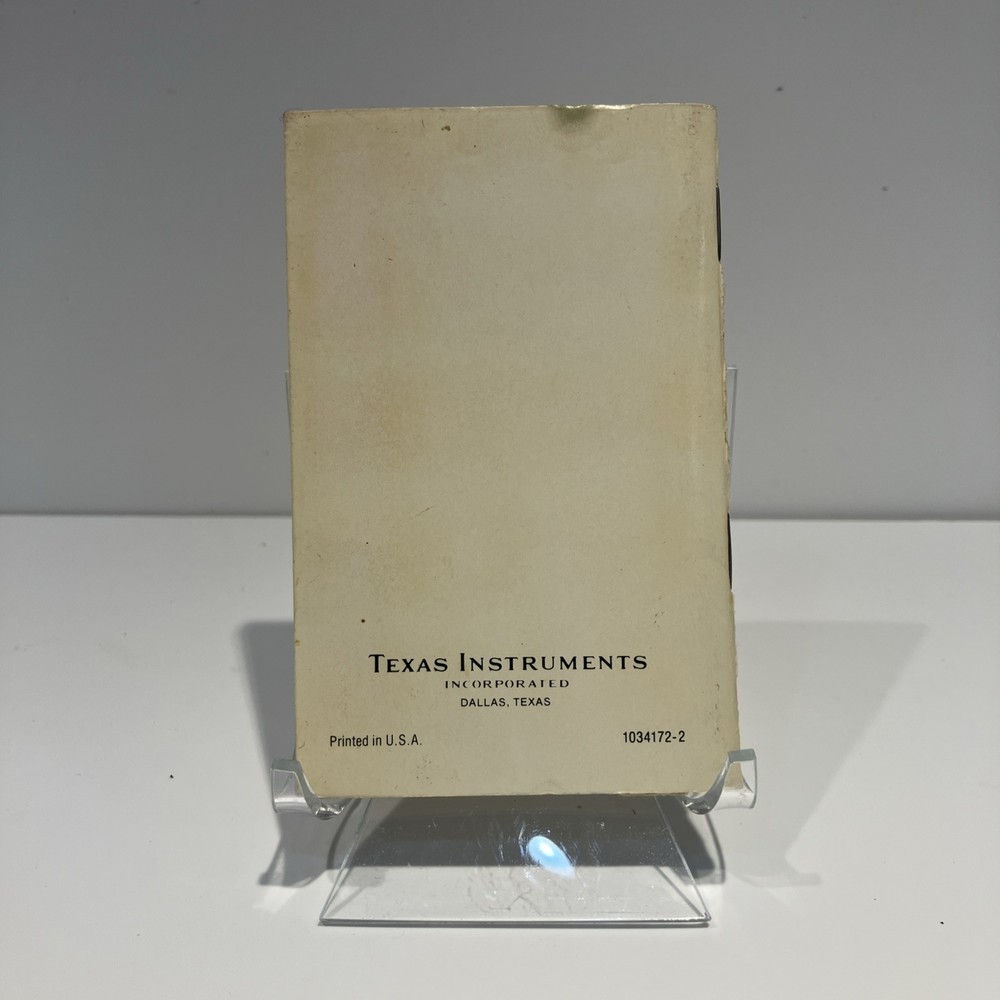 TEXAS INSTRUMENTS
INCORPORATED
DALLAS, TEXAS
Printed in U.S.A.
1034172-2